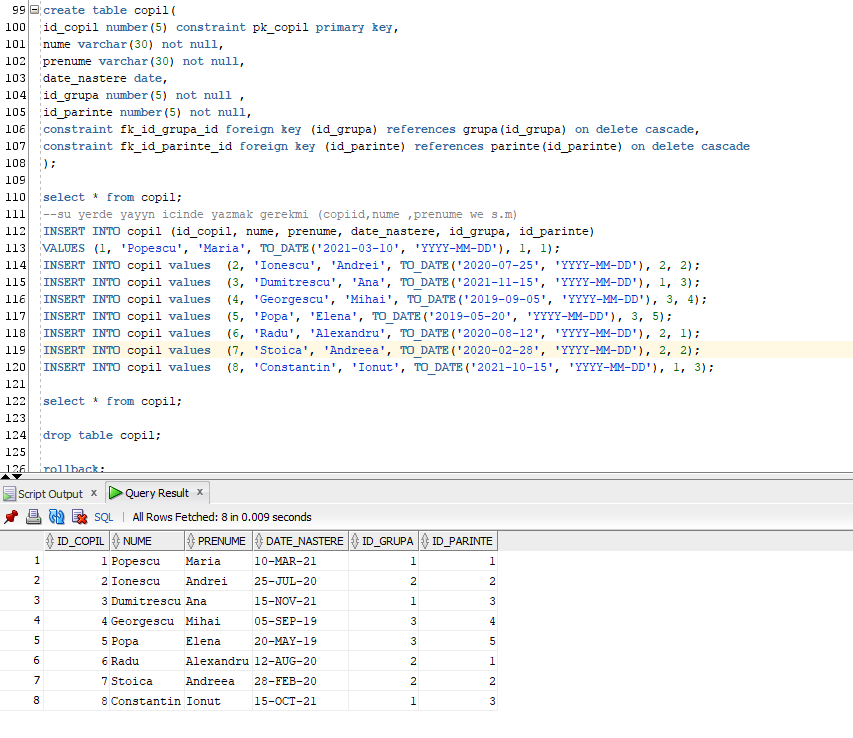 99 create table copil(
100 id_copil number(5) constraint pk_copil primary key,
101 nume varchar(30) not null,
102 prenume varchar(30) not null,
103 date_nastere date,
104 id_grupa number(5) not null ,
105 id_parinte number(5) not null,
106 constraint fk_id_grupa_id foreign key (id_grupa) references grupa(id_grupa) on delete cascade,
107 constraint fk_id_parinte_id foreign key (id_parinte) references parinte(id_parinte) on delete cascade
108 );
109
110 select * from copil;
111 --su yerde yayyn icinde yazmak gerekmi (copiid,nume ,prenume we s.m)
112 INSERT INTO copil (id_copil, nume, prenume, date_nastere, id_grupa, id_parinte)
113 VALUES (1, 'Popescu', 'Maria', TO_DATE('2021-03-10', 'YYYY-MM-DD'), 1, 1);
114 INSERT INTO copil values  (2, 'Ionescu', 'Andrei', TO_DATE('2020-07-25', 'YYYY-MM-DD'), 2, 2);
115 INSERT INTO copil values  (3, 'Dumitrescu', 'Ana', TO_DATE('2021-11-15', 'YYYY-MM-DD'), 1, 3);
116 INSERT INTO copil values  (4, 'Georgescu', 'Mihai', TO_DATE('2019-09-05', 'YYYY-MM-DD'), 3, 4);
117 INSERT INTO copil values  (5, 'Popa', 'Elena', TO_DATE('2019-05-20', 'YYYY-MM-DD'), 3, 5);
118 INSERT INTO copil values  (6, 'Radu', 'Alexandru', TO_DATE('2020-08-12', 'YYYY-MM-DD'), 2, 1);
119 INSERT INTO copil values  (7, 'Stoica', 'Andreea', TO_DATE('2020-02-28', 'YYYY-MM-DD'), 2, 2);
120 INSERT INTO copil values  (8, 'Constantin', 'Ionut', TO_DATE('2021-10-15', 'YYYY-MM-DD'), 1, 3);
121
122 select * from copil;
123
124 drop table copil;
125
126 rollback;
Script Output x Query Result x
SQL | All Rows Fetched: 8 in 0.009 seconds
ID_COPIL NUME PRENUME DATE_NASTERE ID_GRUPA ID_PARINTE
1 1 Popescu Maria 10-MAR-21 1 1
2 2 Ionescu Andrei 25-JUL-20 2 2
3 3 Dumitrescu Ana 15-NOV-21 1 3
4 4 Georgescu Mihai 05-SEP-19 3 4
5 5 Popa Elena 20-MAY-19 3 5
6 6 Radu Alexandru 12-AUG-20 2 1
7 7 Stoica Andreea 28-FEB-20 2 2
8 8 Constantin Ionut 15-OCT-21 1 3